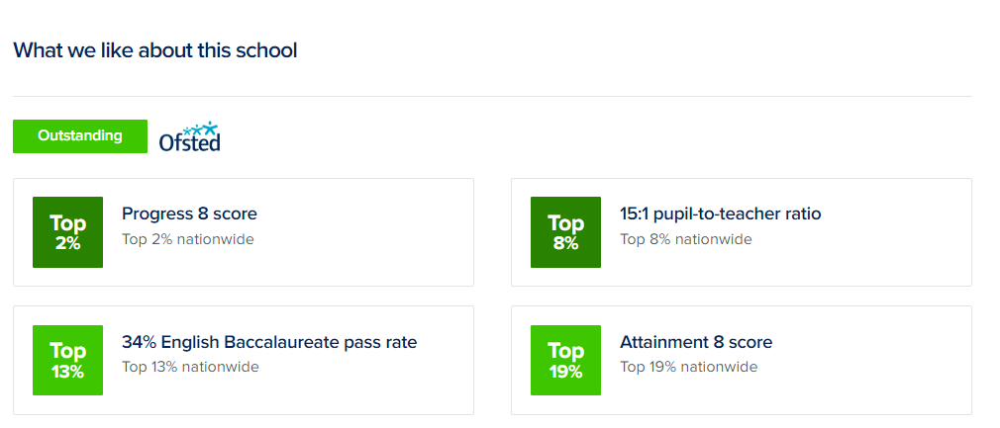 What we like about this school
Outstanding
Ofsted
Top
2%
Progress 8 score
Top 2% nationwide
Top
8%
15:1 pupil-to-teacher ratio
Top 8% nationwide
Top
13%
34% English Baccalaureate pass rate
Top 13% nationwide
Top
19%
Attainment 8 score
Top 19% nationwide